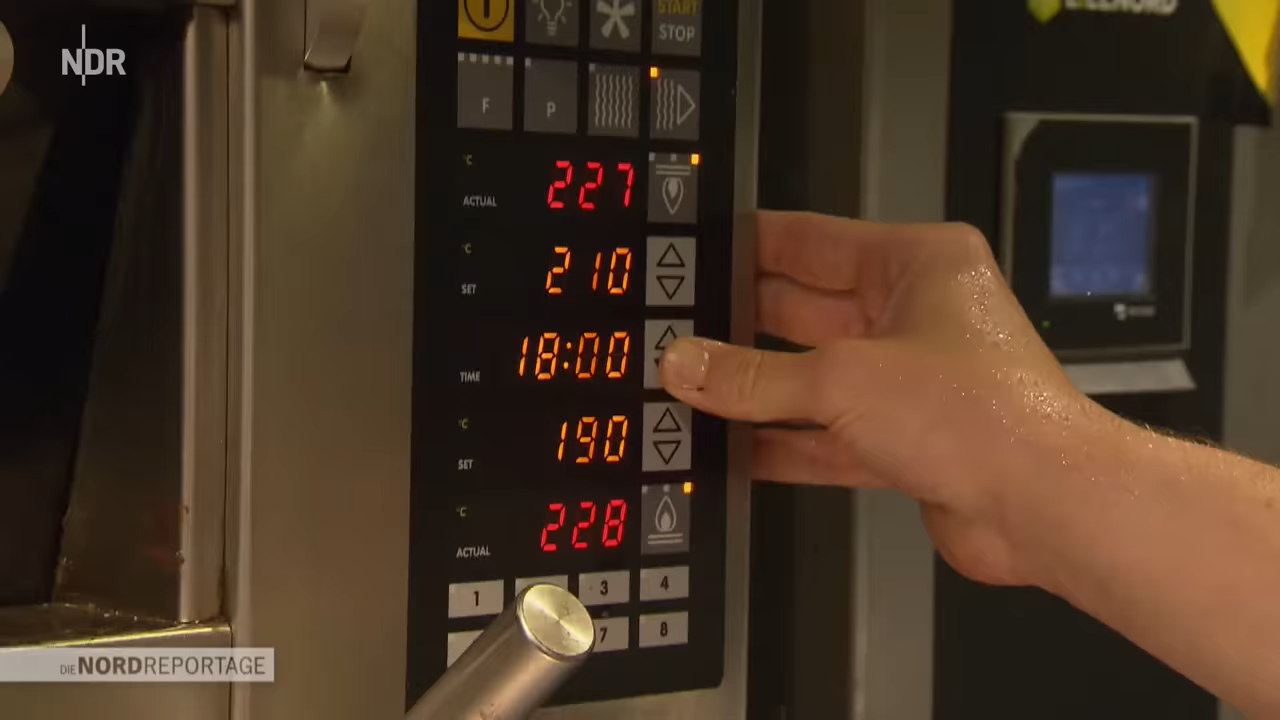 START
STOP
NDR
F
P
°C
227
ACTUAL
°C
210
SET
18:00
TIME
°C
190
SET
°C
228
ACTUAL
1
3
4
7
8
DIE NORDREPORTAGE